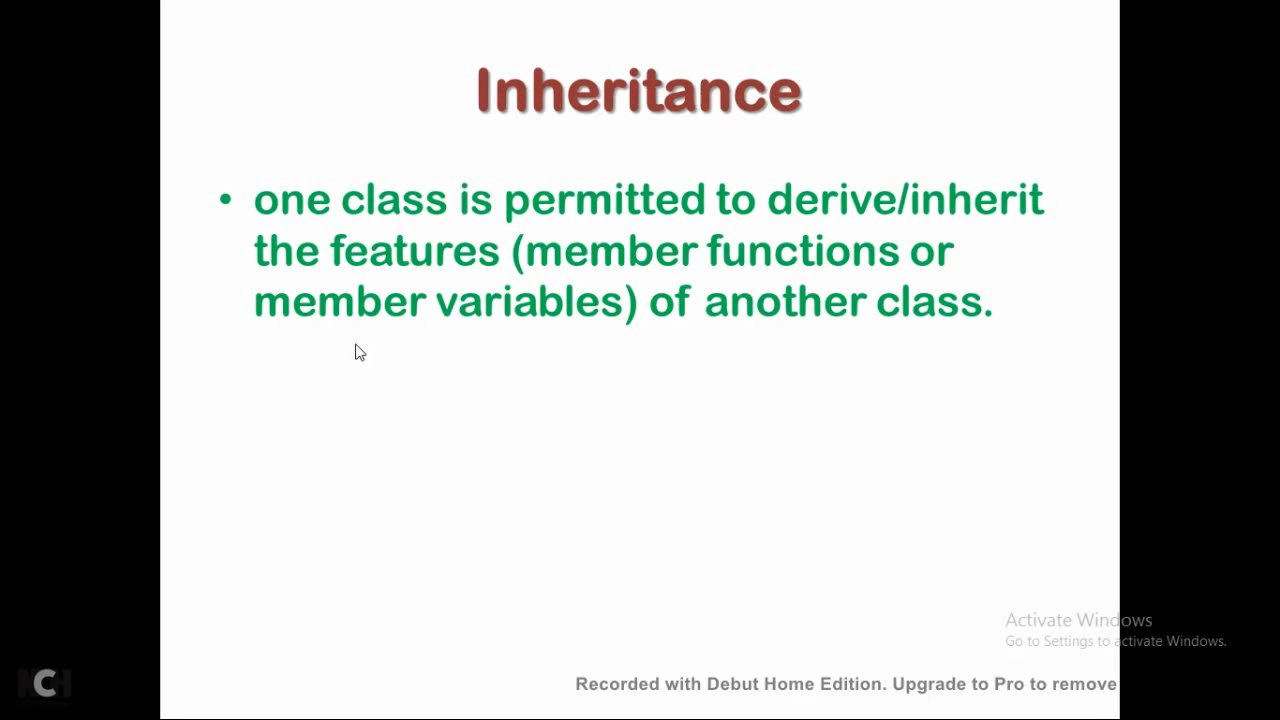 Inheritance
• one class is permitted to derive/inherit
the features (member functions or
member variables) of another class.
Activate Windows
Go to Settings to activate Windows.
Recorded with Debut Home Edition. Upgrade to Pro to remove
NCH